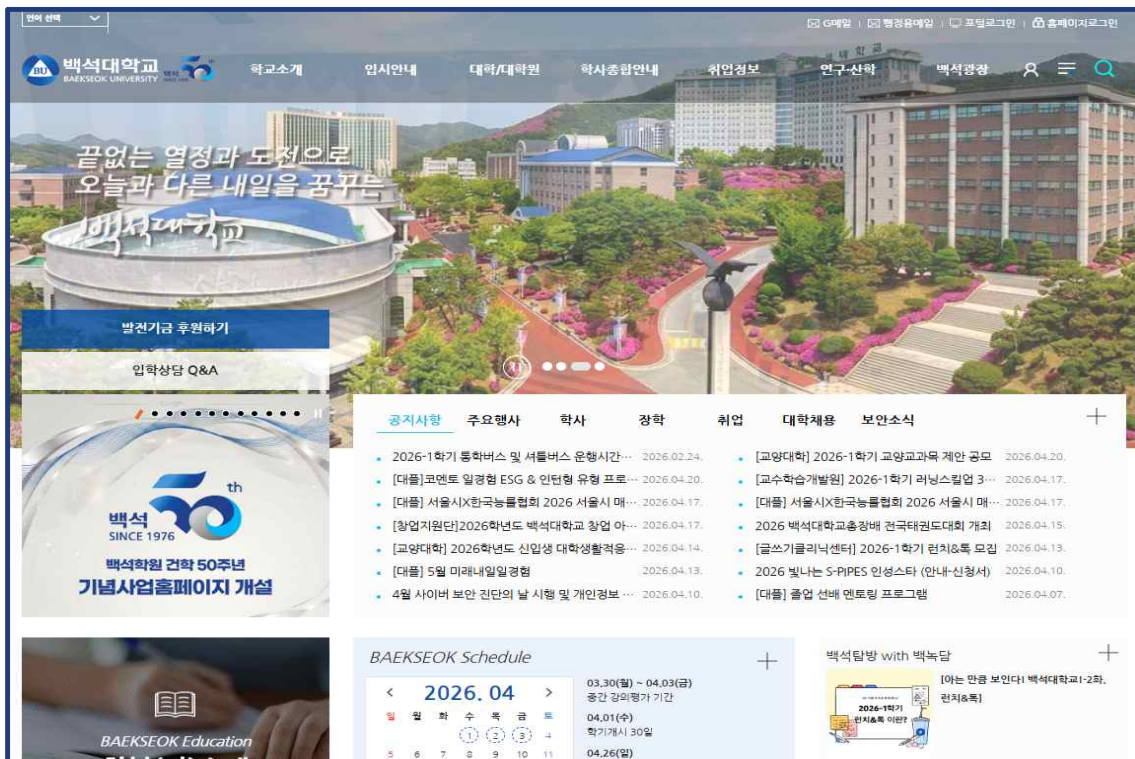 언어 선택
G메일
행정용메일
포털로그인
홈페이지로그인
BU
백석대학교
BAEKSEOK UNIVERSITY
백석
50th
학교소개
입시안내
대학/대학원
학사종합안내
취업정보
연구·산학
백석광장
끝없는 열정과 도전으로
오늘과 다른 내일을 꿈꾸는
백석대학교
발전기금 후원하기
입학상담 Q&A
백석
SINCE 1976
50th
백석학원 건학 50주년
기념사업홈페이지 개설
공지사항 주요행사 학사 장학 취업 대학채용 보안소식
2026-1학기 통학버스 및 셔틀버스 운행시간… 2026.02.24.
[대플]코멘토 일경험 ESG & 인턴형 유형 프로… 2026.04.20.
[대플] 서울시X한국능률협회 2026 서울시 매… 2026.04.17.
[창업지원단]2026학년도 백석대학교 창업 아… 2026.04.17.
[교양대학] 2026학년도 신입생 대학생활적응… 2026.04.14.
[대플] 5월 미래내일일경험 2026.04.13.
4월 사이버 보안 진단의 날 시행 및 개인정보 … 2026.04.10.
[교양대학] 2026-1학기 교양교과목 제안 공모 2026.04.20.
[교수학습개발원] 2026-1학기 러닝스킬업 3… 2026.04.17.
[대플] 서울시X한국능률협회 2026 서울시 매… 2026.04.17.
2026 백석대학교총장배 전국태권도대회 개최 2026.04.15.
[글쓰기클리닉센터] 2026-1학기 런치&톡 모집 2026.04.13.
2026 빛나는 S-PIPES 인성스타 (안내-신청서) 2026.04.10.
[대플] 졸업 선배 멘토링 프로그램 2026.04.07.
BAEKSEOK Education
BAEKSEOK Schedule
2026. 04
일 월 화 수 목 금 토
1 2 3 4
5 6 7 8 9 10 11
03.30(월) ~ 04.03(금)
중간 강의평가 기간
04.01(수)
학기개시 30일
04.26(일)
백석탐방 with 백녹담
2026-1학기
런치&톡 이란?
[아는 만큼 보인다! 백석대학교]-2화,
런치&톡]